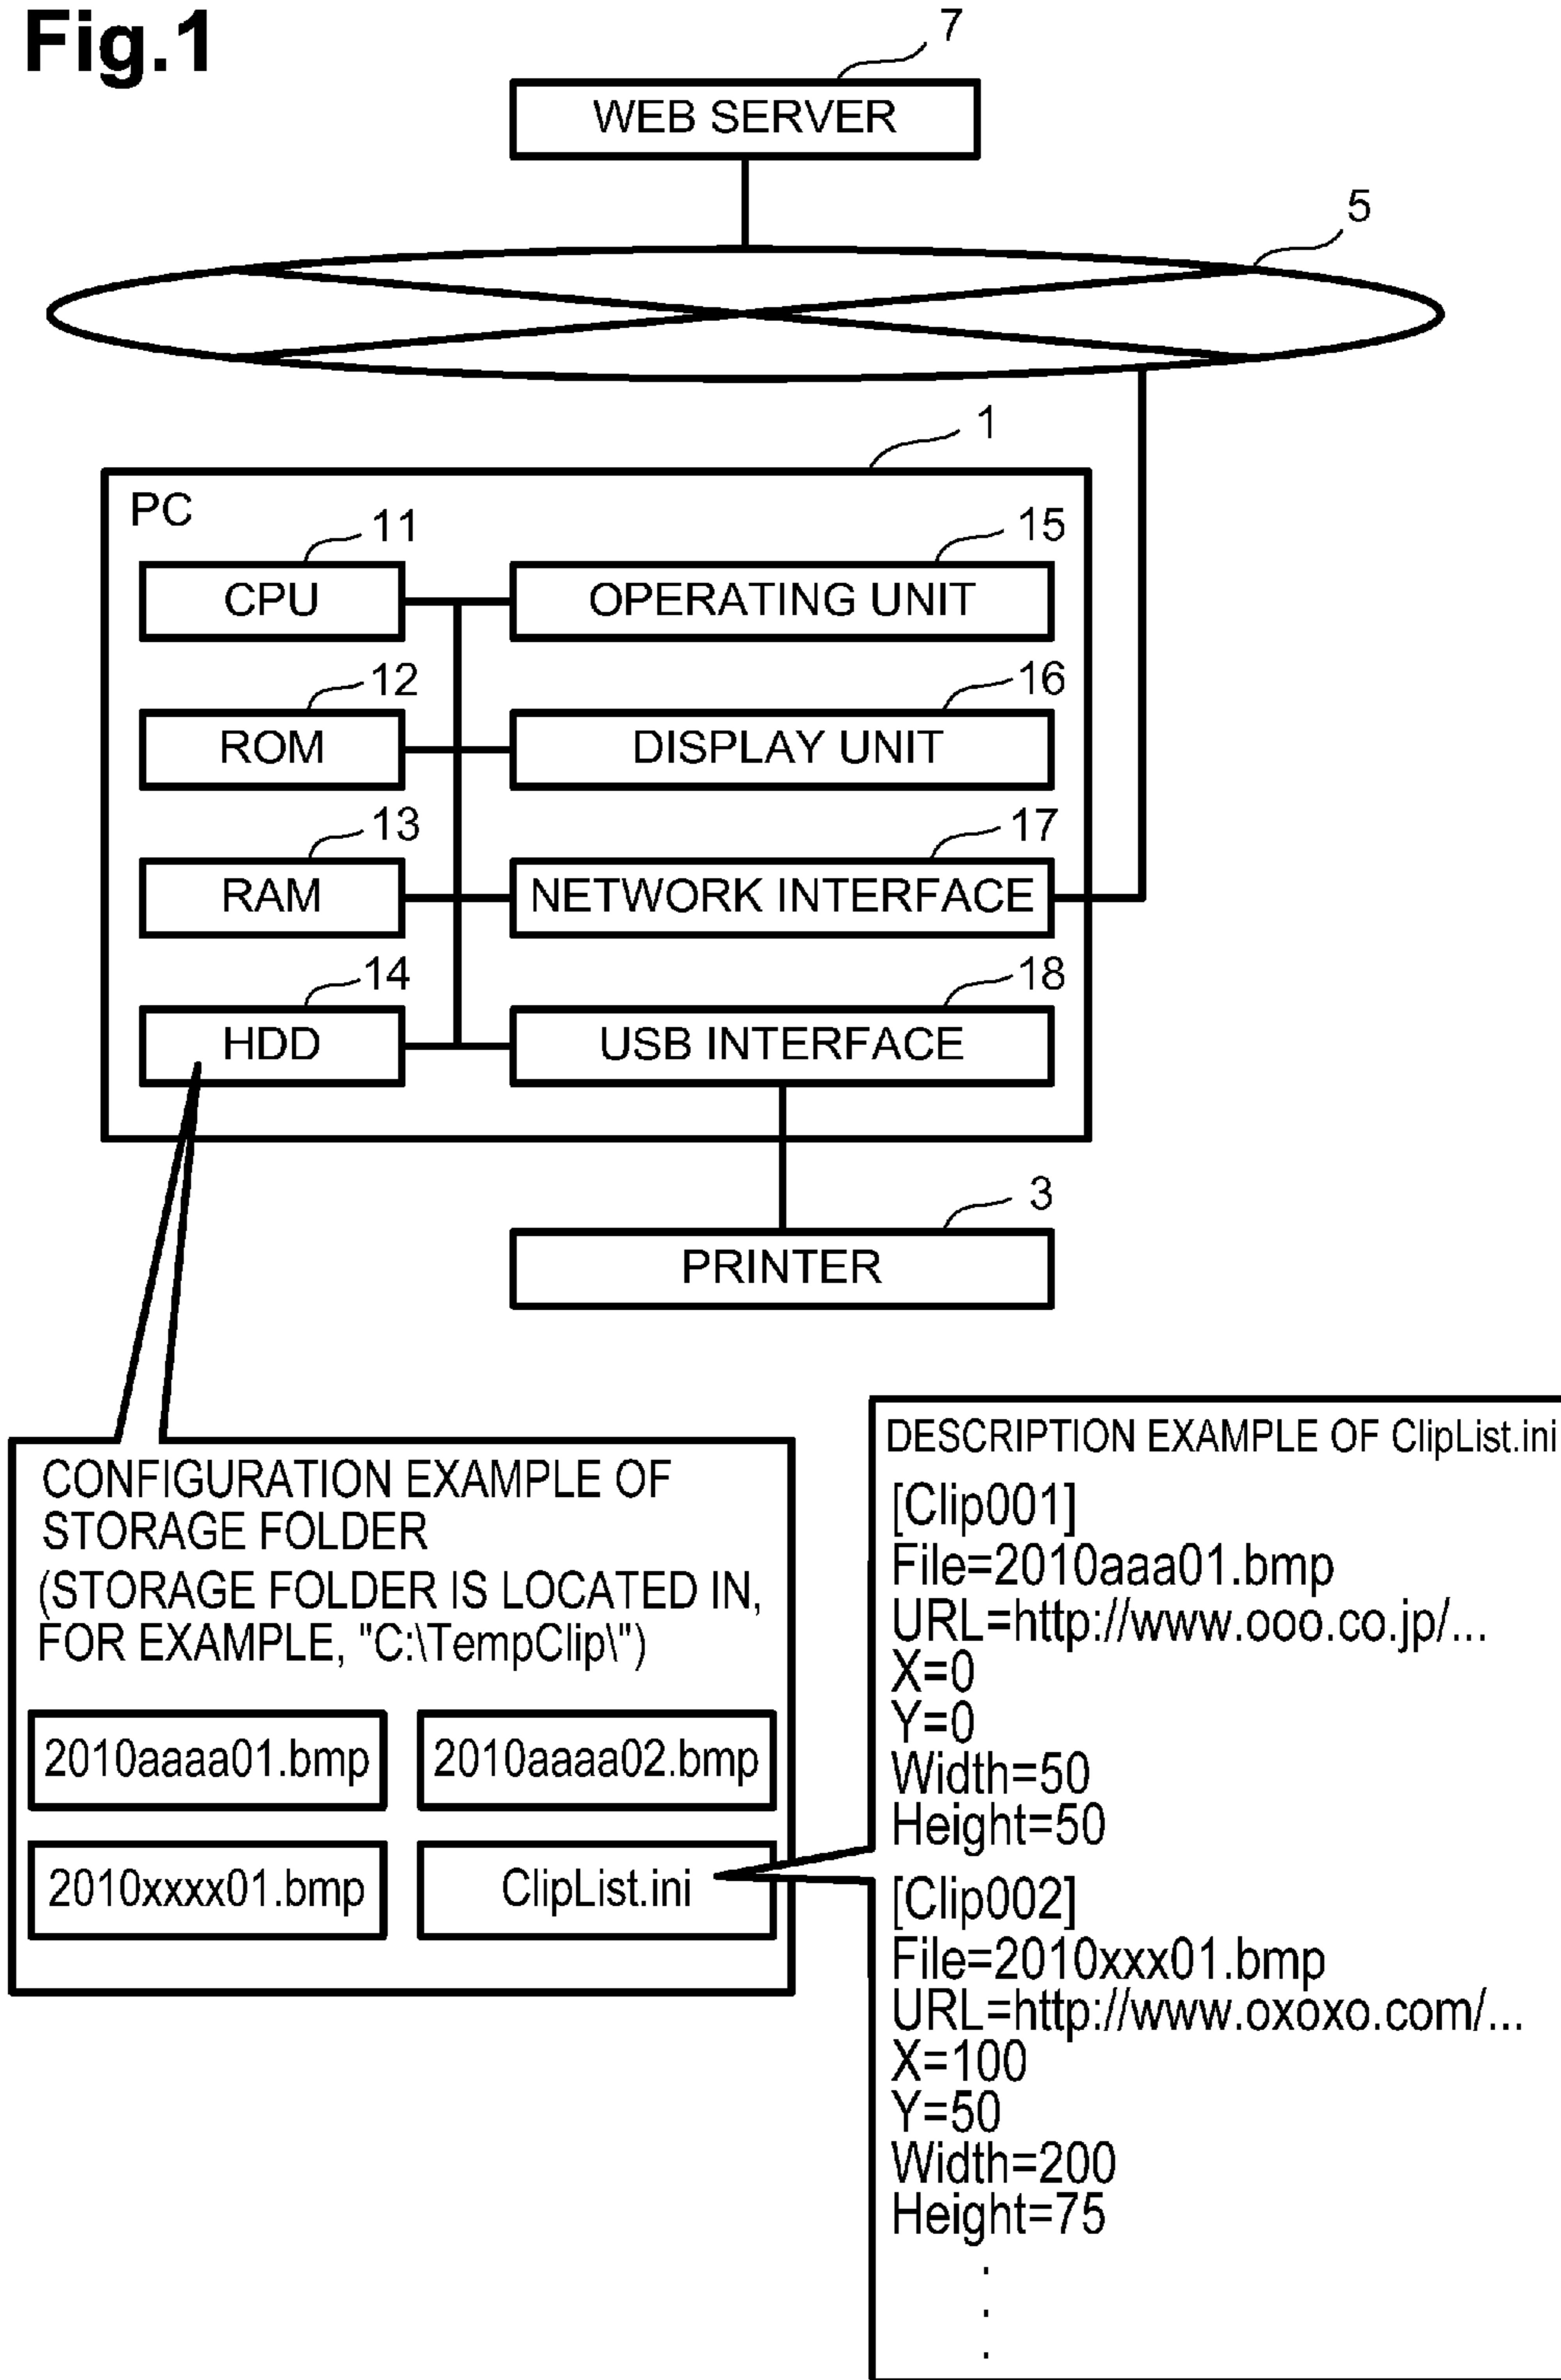 Fig.1
7
WEB SERVER
5
1
PC
11
15
CPU
OPERATING UNIT
12
16
ROM
DISPLAY UNIT
13
17
RAM
NETWORK INTERFACE
14
18
HDD
USB INTERFACE
3
PRINTER
CONFIGURATION EXAMPLE OF
STORAGE FOLDER
(STORAGE FOLDER IS LOCATED IN,
FOR EXAMPLE, "C:\TempClip\")
2010aaaa01.bmp
2010aaaa02.bmp
2010xxxx01.bmp
ClipList.ini
DESCRIPTION EXAMPLE OF ClipList.ini
[Clip001]
File=2010aaa01.bmp
URL=http://www.ooo.co.jp/...
X=0
Y=0
Width=50
Height=50
[Clip002]
File=2010xxx01.bmp
URL=http://www.oxoxo.com/...
X=100
Y=50
Width=200
Height=75
.
.
.